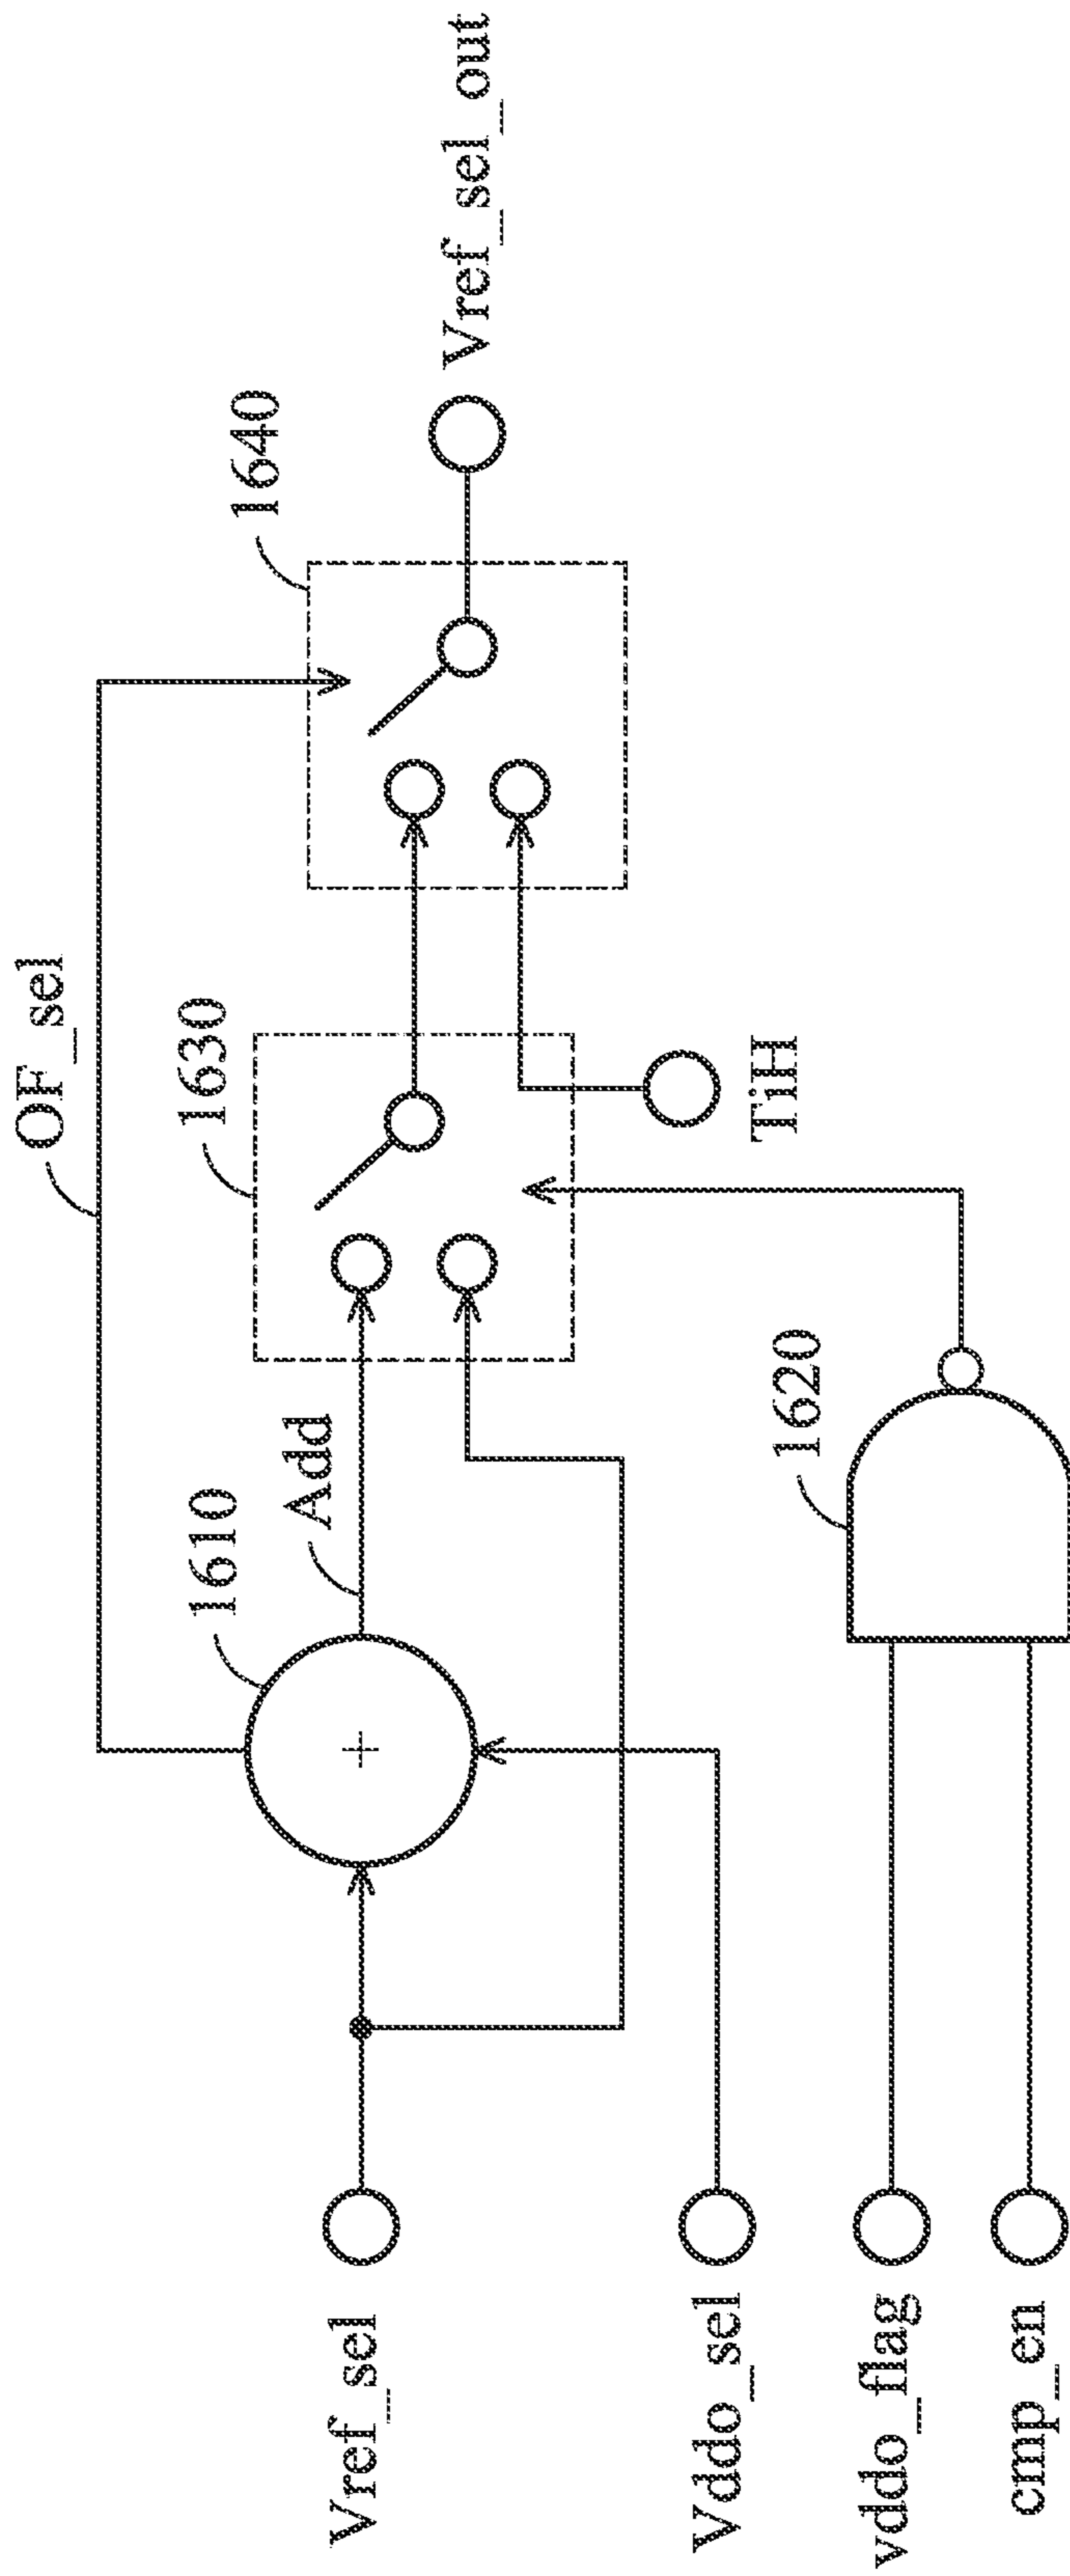 OF_sel
1610
Add
1630
1640
Vref_sel
Vref_sel_out
TiH
Vddo_sel
1620
vddo_flag
cmp_en
+